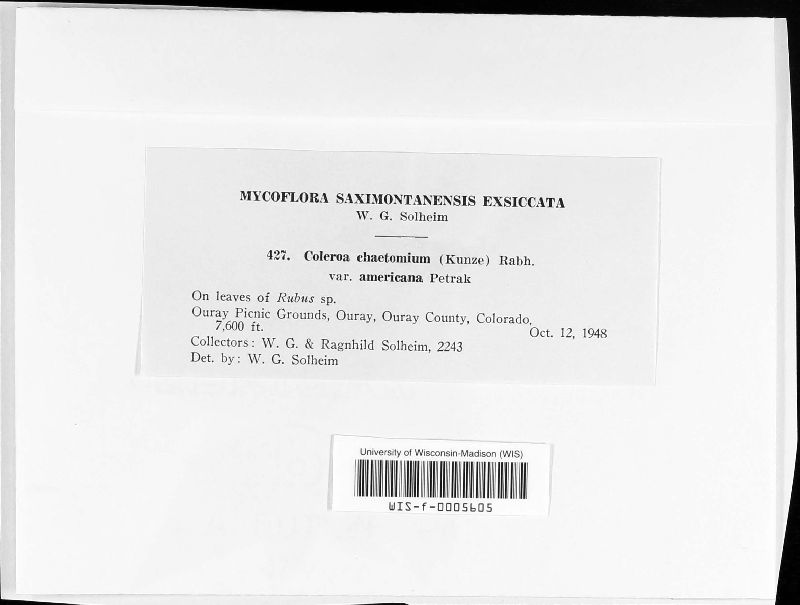 MYCOFLORA SAXIMONTANENSIS EXSICCATA
W. G. Solheim
427. Coleroa chaetomium (Kunze) Rabh.
var. americana Petrak
On leaves of Rubus sp.
Ouray Picnic Grounds, Ouray, Ouray County, Colorado,
7,600 ft. Oct. 12, 1948
Collectors: W. G. & Ragnhild Solheim, 2243
Det. by: W. G. Solheim
University of Wisconsin-Madison (WIS)
WIS-f-0005605